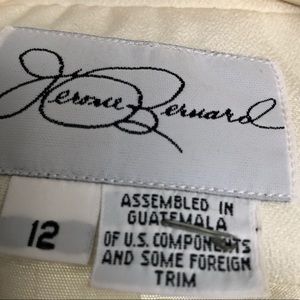 Jerome Bernard
12
ASSEMBLED IN
GUATEMALA
OF U.S. COMPONENTS
AND SOME FOREIGN
TRIM